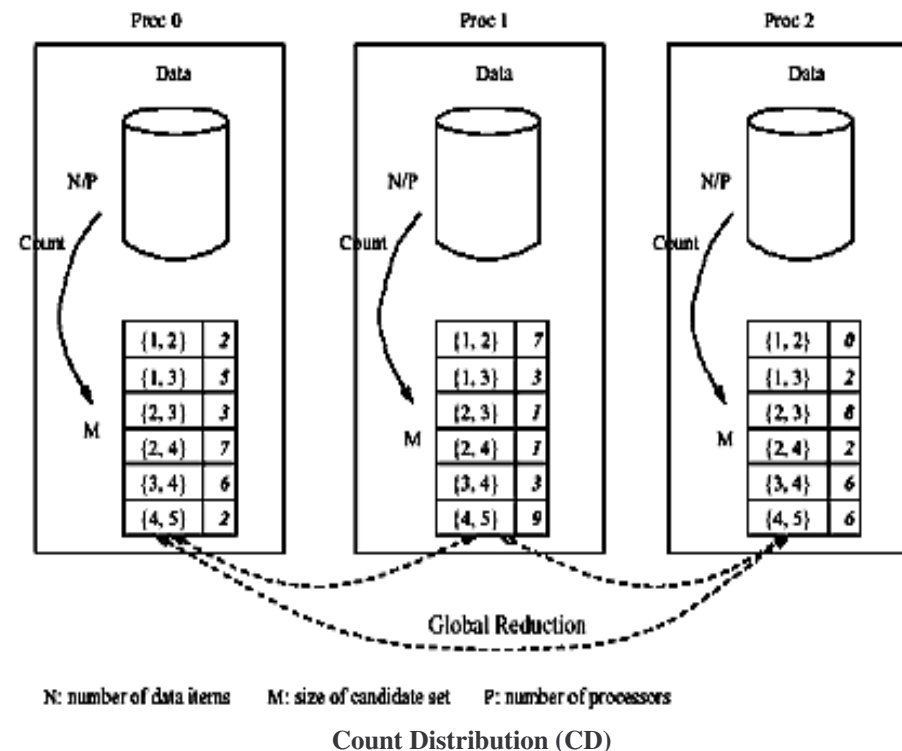 Proc 0
Data
N/P
Count
M
{1, 2} 2
{1, 3} 5
{2, 3} 3
{2, 4} 7
{3, 4} 6
{4, 5} 2
Proc 1
Data
N/P
Count
M
{1, 2} 7
{1, 3} 3
{2, 3} 1
{2, 4} 1
{3, 4} 3
{4, 5} 9
Proc 2
Data
N/P
Count
M
{1, 2} 0
{1, 3} 2
{2, 3} 8
{2, 4} 2
{3, 4} 6
{4, 5} 6
Global Reduction
N: number of data items M: size of candidate set P: number of processors
Count Distribution (CD)